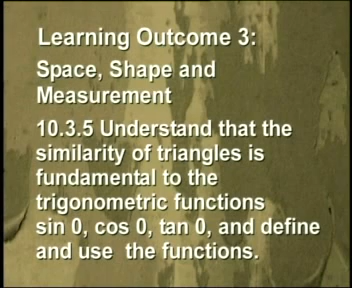 Learning Outcome 3:
Space, Shape and
Measurement
10.3.5 Understand that the
similarity of triangles is
fundamental to the
trigonometric functions
sin 0, cos 0, tan 0, and define
and use the functions.